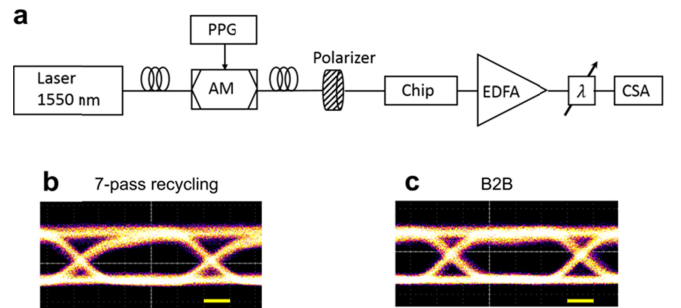 a
PPG
Polarizer
Laser
1550 nm
AM
Chip
EDFA
λ
CSA
b
7-pass recycling
c
B2B